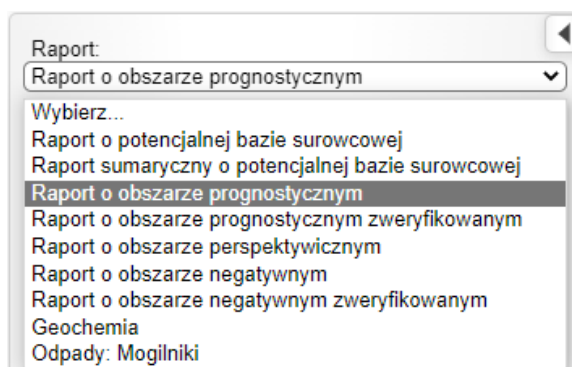 Raport:
Raport o obszarze prognostycznym
Wybierz...
Raport o potencjalnej bazie surowcowej
Raport sumaryczny o potencjalnej bazie surowcowej
Raport o obszarze prognostycznym
Raport o obszarze prognostycznym zweryfikowanym
Raport o obszarze perspektywicznym
Raport o obszarze negatywnym
Raport o obszarze negatywnym zweryfikowanym
Geochemia
Odpady: Mogilniki